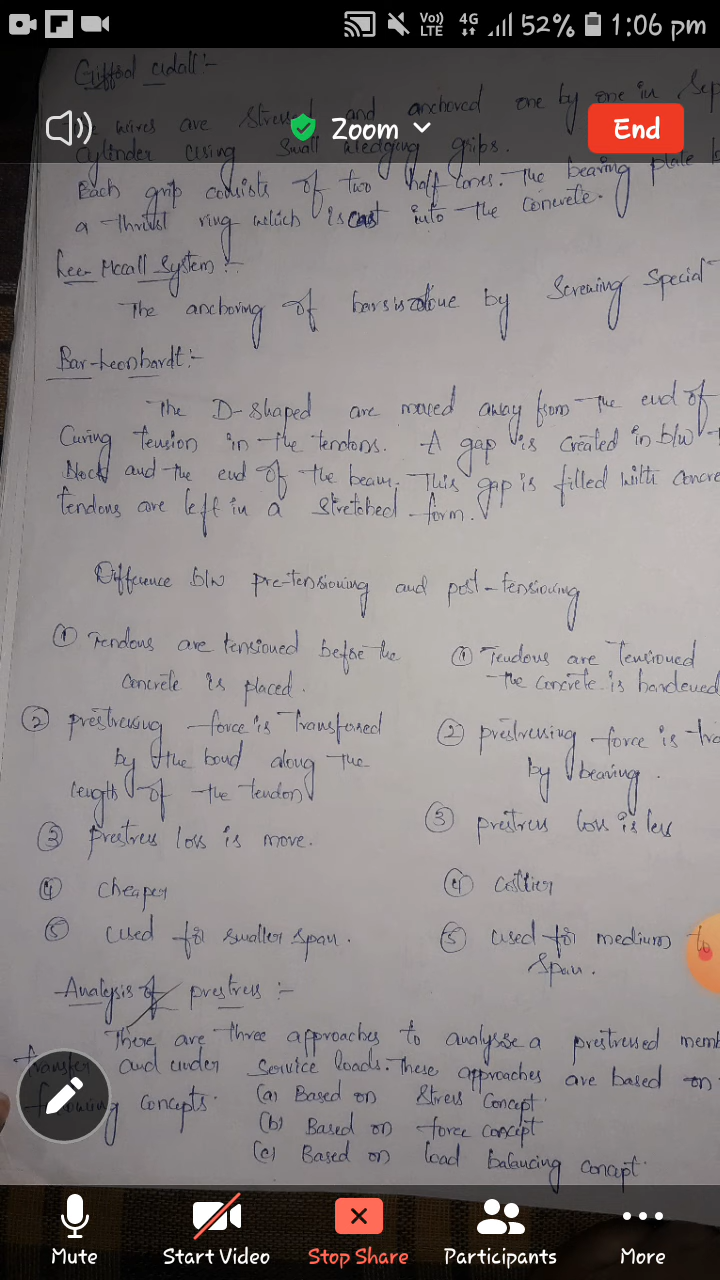 Vo)) LTE 4G 52% 1:06 pm
Gifford Udall :-
wires are stressed and anchored one by one in Sep
Zoom
End
Cylinder using small wedging grips.
Each grip consists of two half cones. The bearing plate
a thrust ring which is cast into the concrete.
Lee-Mccall System :-
The anchoring of bars is done by screwing special
Bar-Leonhardt :-
The D-shaped are moved away from the end of
Curing tension in the tendons. A gap is created in b/w
block and the end of the beam. This gap is filled with concre
tendons are left in a stretched form.
Difference b/w pre-tensioning and post-tensioning
① Tendons are tensioned before the
concrete is placed.
① Tendons are Tensioned
the concrete is hardened
② prestressing force is Transfered
by the bond along the
length of the tendon
② prestressing force is tra
by bearing.
③ prestress loss is more.
③ prestress loss is less
④ cheaper
④ Costlier
⑤ used for smaller span.
⑤ used for medium to
span.
Analysis of prestress :-
There are three approaches to analyse a prestressed memb
transfer and under service loads. These approaches are based on
following concepts. (a) Based on Stress concept.
(b) Based on force concept
(c) Based on load balancing concept.
Mute
Start Video
Stop Share
Participants
More